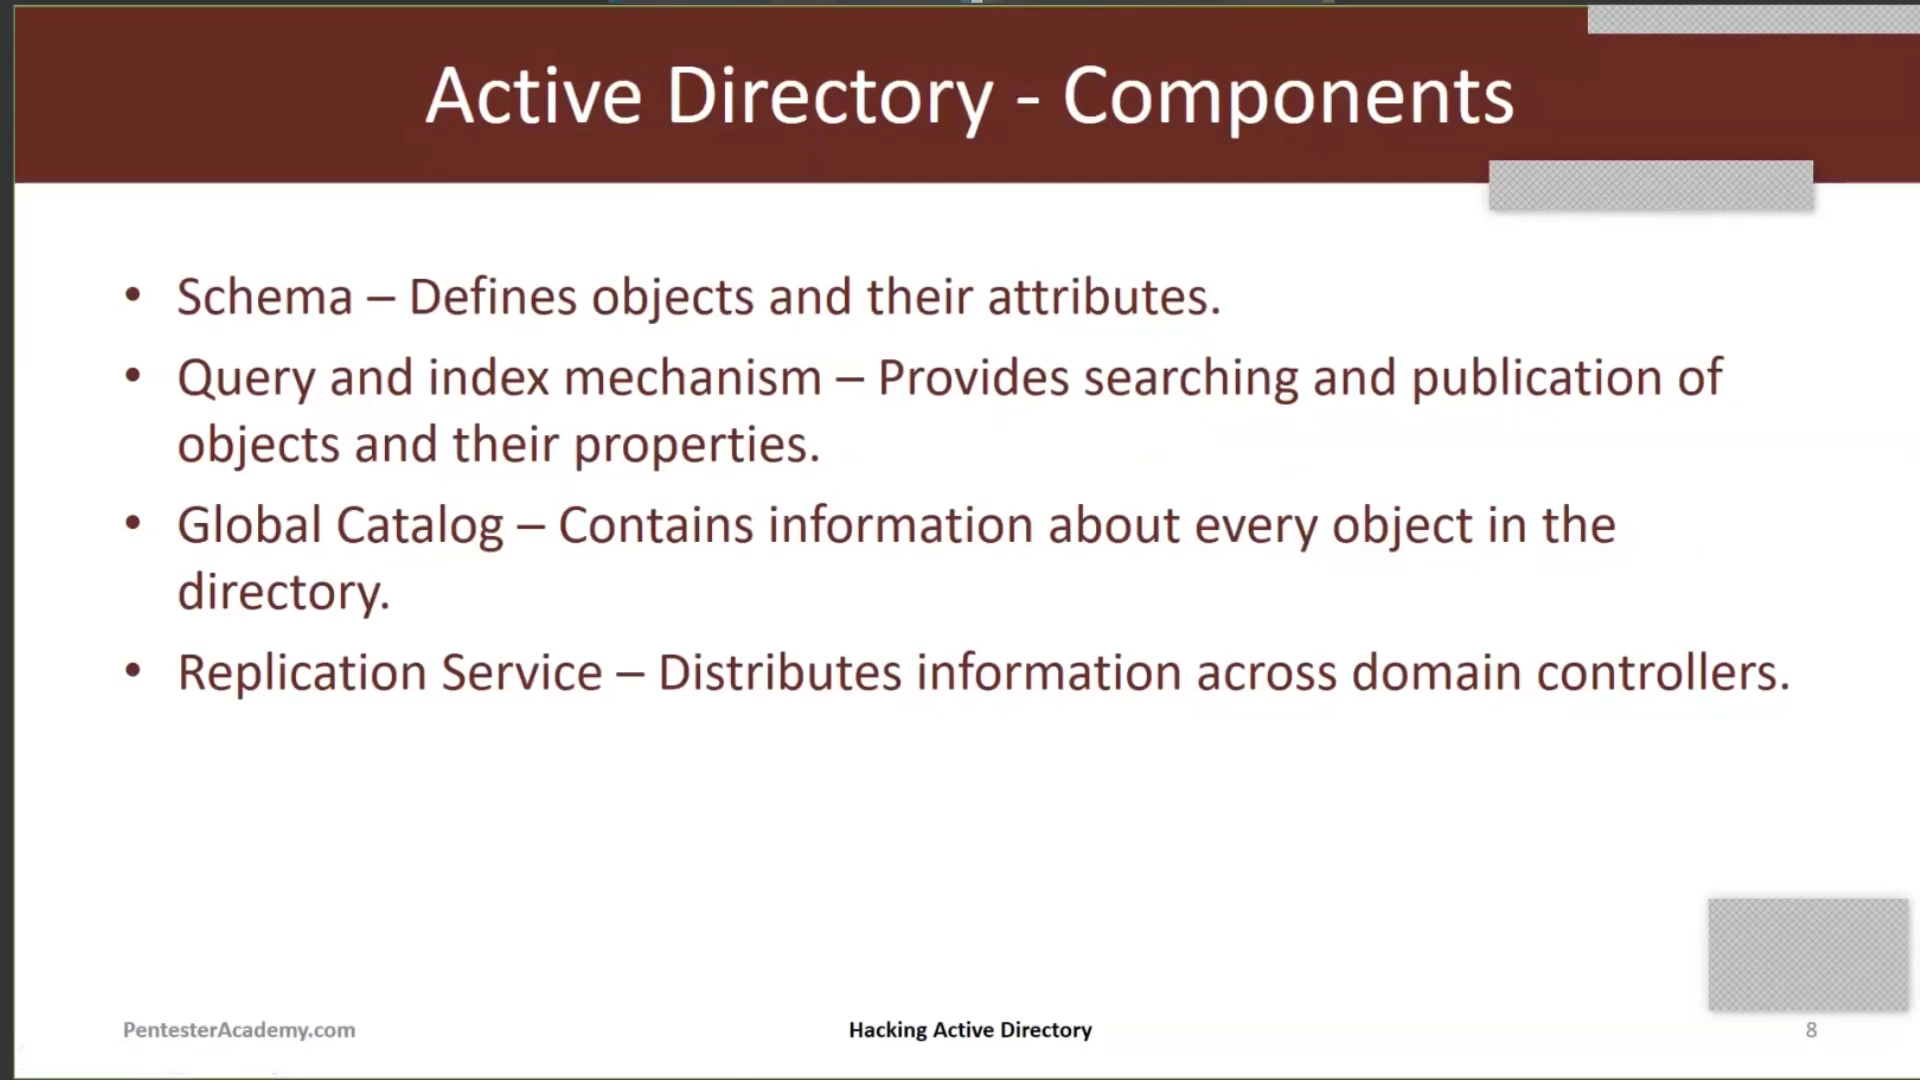 Active Directory - Components
• Schema – Defines objects and their attributes.
• Query and index mechanism – Provides searching and publication of
objects and their properties.
• Global Catalog – Contains information about every object in the
directory.
• Replication Service – Distributes information across domain controllers.
PentesterAcademy.com
Hacking Active Directory
8